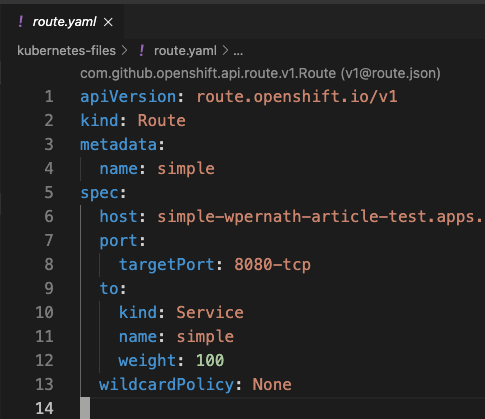 ! route.yaml ×
kubernetes-files > ! route.yaml > ...
com.github.openshift.api.route.v1.Route (v1@route.json)
1 apiVersion: route.openshift.io/v1
2 kind: Route
3 metadata:
4   name: simple
5 spec:
6   host: simple-wpernath-article-test.apps.
7   port:
8     targetPort: 8080-tcp
9   to:
10     kind: Service
11     name: simple
12     weight: 100
13   wildcardPolicy: None
14